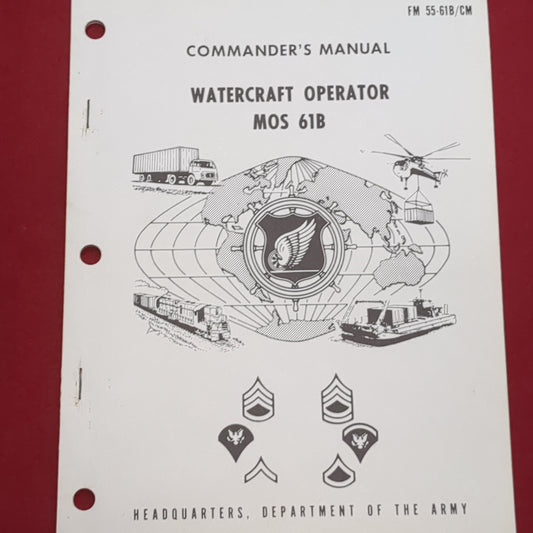 FM 55-61B/CM
COMMANDER'S MANUAL
WATERCRAFT OPERATOR
MOS 61B
HEADQUARTERS, DEPARTMENT OF THE ARMY